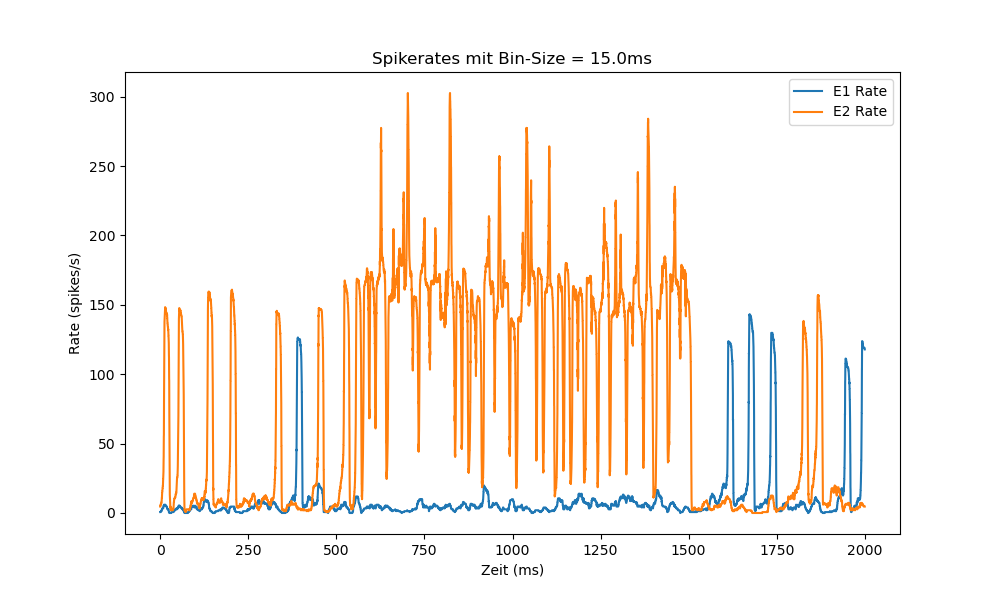 Spikerates mit Bin-Size = 15.0ms
E1 Rate
E2 Rate
Rate (spikes/s)
300
250
200
150
100
50
0
0 250 500 750 1000 1250 1500 1750 2000
Zeit (ms)